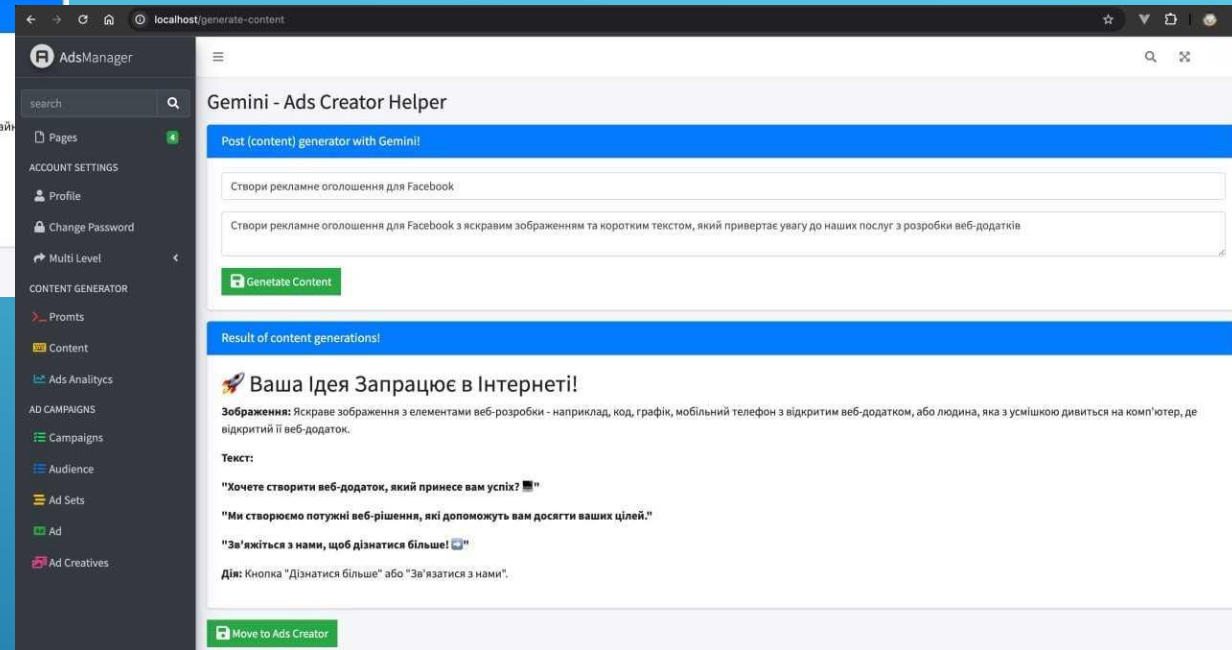 localhost/generate-content
AdsManager
search
айн
Pages 4
ACCOUNT SETTINGS
Profile
Change Password
Multi Level
CONTENT GENERATOR
Promts
Content
Ads Analitycs
AD CAMPAIGNS
Campaigns
Audience
Ad Sets
Ad
Ad Creatives
Gemini - Ads Creator Helper
Post (content) generator with Gemini!
Створи рекламне оголошення для Facebook
Створи рекламне оголошення для Facebook з яскравим зображенням та коротким текстом, який привертає увагу до наших послуг з розробки веб-додатків
Genetate Content
Result of content generations!
🚀 Ваша Ідея Запрацює в Інтернеті!
Зображення: Яскраве зображення з елементами веб-розробки - наприклад, код, графік, мобільний телефон з відкритим веб-додатком, або людина, яка з усмішкою дивиться на комп'ютер, де
відкритий її веб-додаток.
Текст:
"Хочете створити веб-додаток, який принесе вам успіх? 💻"
"Ми створюємо потужні веб-рішення, які допоможуть вам досягти ваших цілей."
"Зв'яжіться з нами, щоб дізнатися більше! ➡️"
Дія: Кнопка "Дізнатися більше" або "Зв'язатися з нами".
Move to Ads Creator